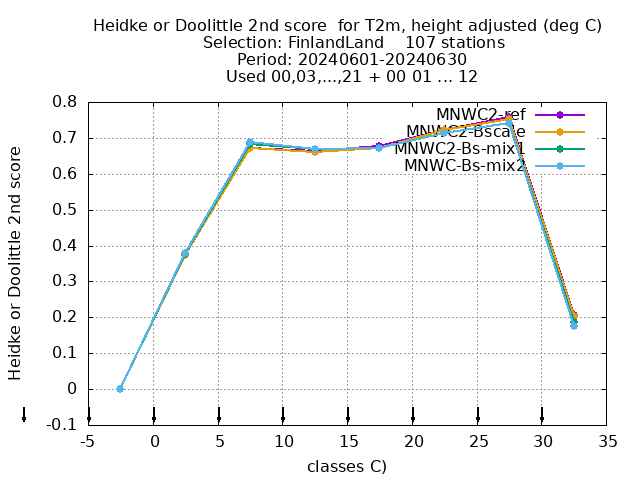 Heidke or Doolittle 2nd score  for T2m, height adjusted (deg C)
Selection: FinlandLand    107 stations
Period: 20240601-20240630
Used 00,03,...,21 + 00 01 ... 12
Heidke or Doolittle 2nd score
0.8
0.7
0.6
0.5
0.4
0.3
0.2
0.1
0
-0.1
MNWC2-ref
MNWC2-Bscale
MNWC2-Bs-mix1
MNWC-Bs-mix2
-5 0 5 10 15 20 25 30 35
classes C)